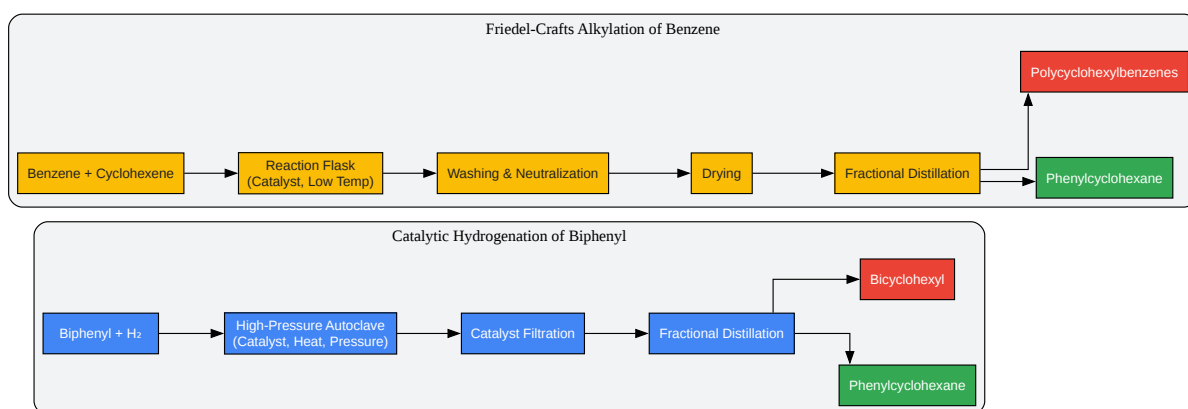 Friedel-Crafts Alkylation of Benzene
Polycyclohexylbenzenes
Benzene + Cyclohexene
Reaction Flask
(Catalyst, Low Temp)
Washing & Neutralization
Drying
Fractional Distillation
Phenylcyclohexane
Catalytic Hydrogenation of Biphenyl
Bicyclohexyl
Biphenyl + H₂
High-Pressure Autoclave
(Catalyst, Heat, Pressure)
Catalyst Filtration
Fractional Distillation
Phenylcyclohexane